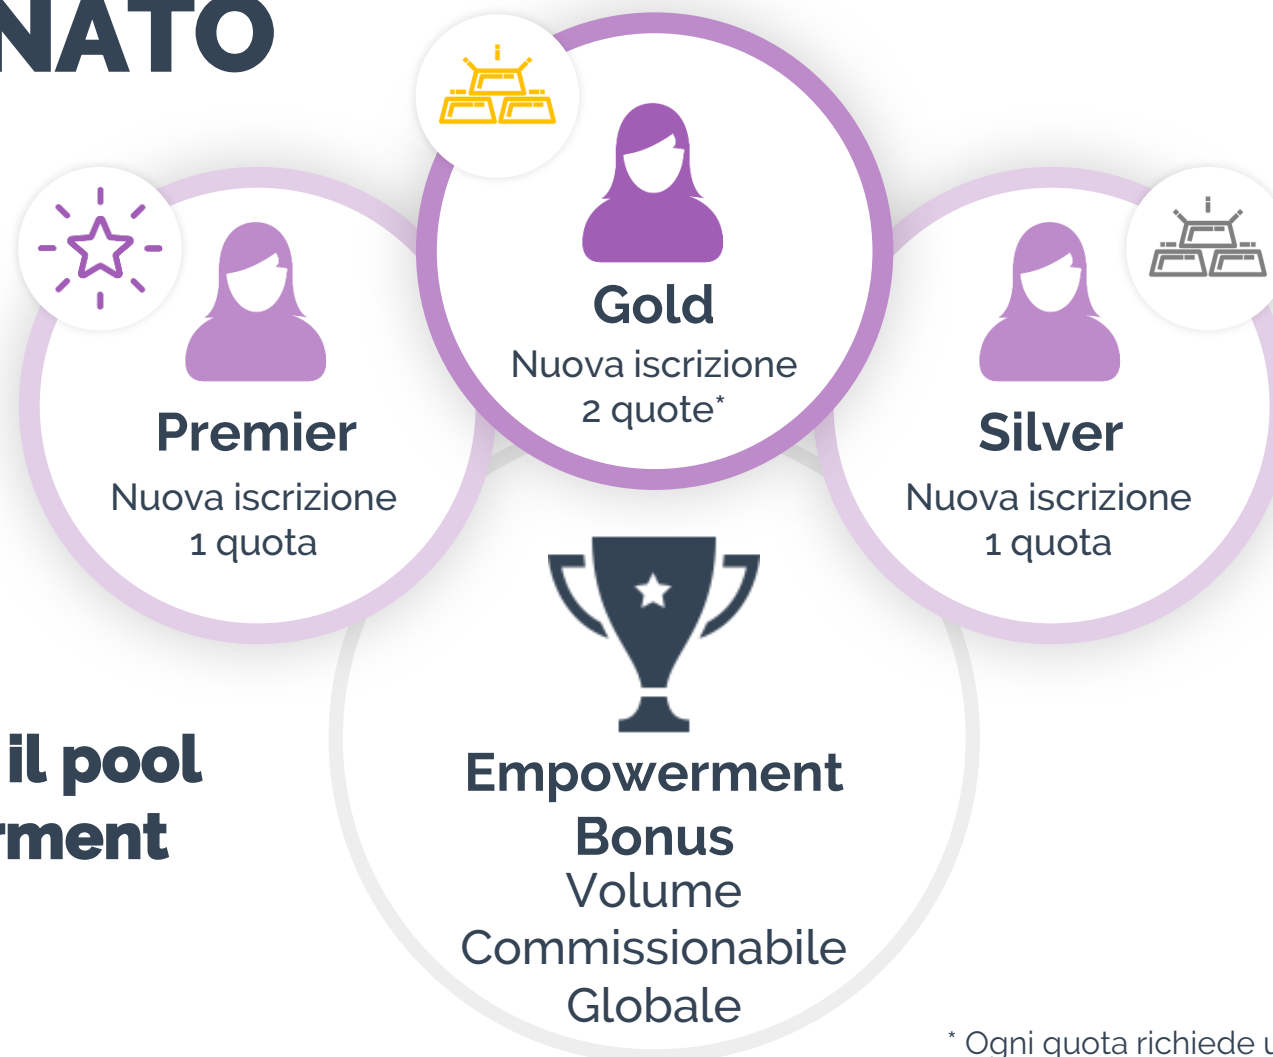 NATO
Gold
Nuova iscrizione
2 quote*
Premier
Nuova iscrizione
1 quota
Silver
Nuova iscrizione
1 quota
il pool
rment
Empowerment
Bonus
Volume
Commissionabile
Globale
* Ogni quota richiede u